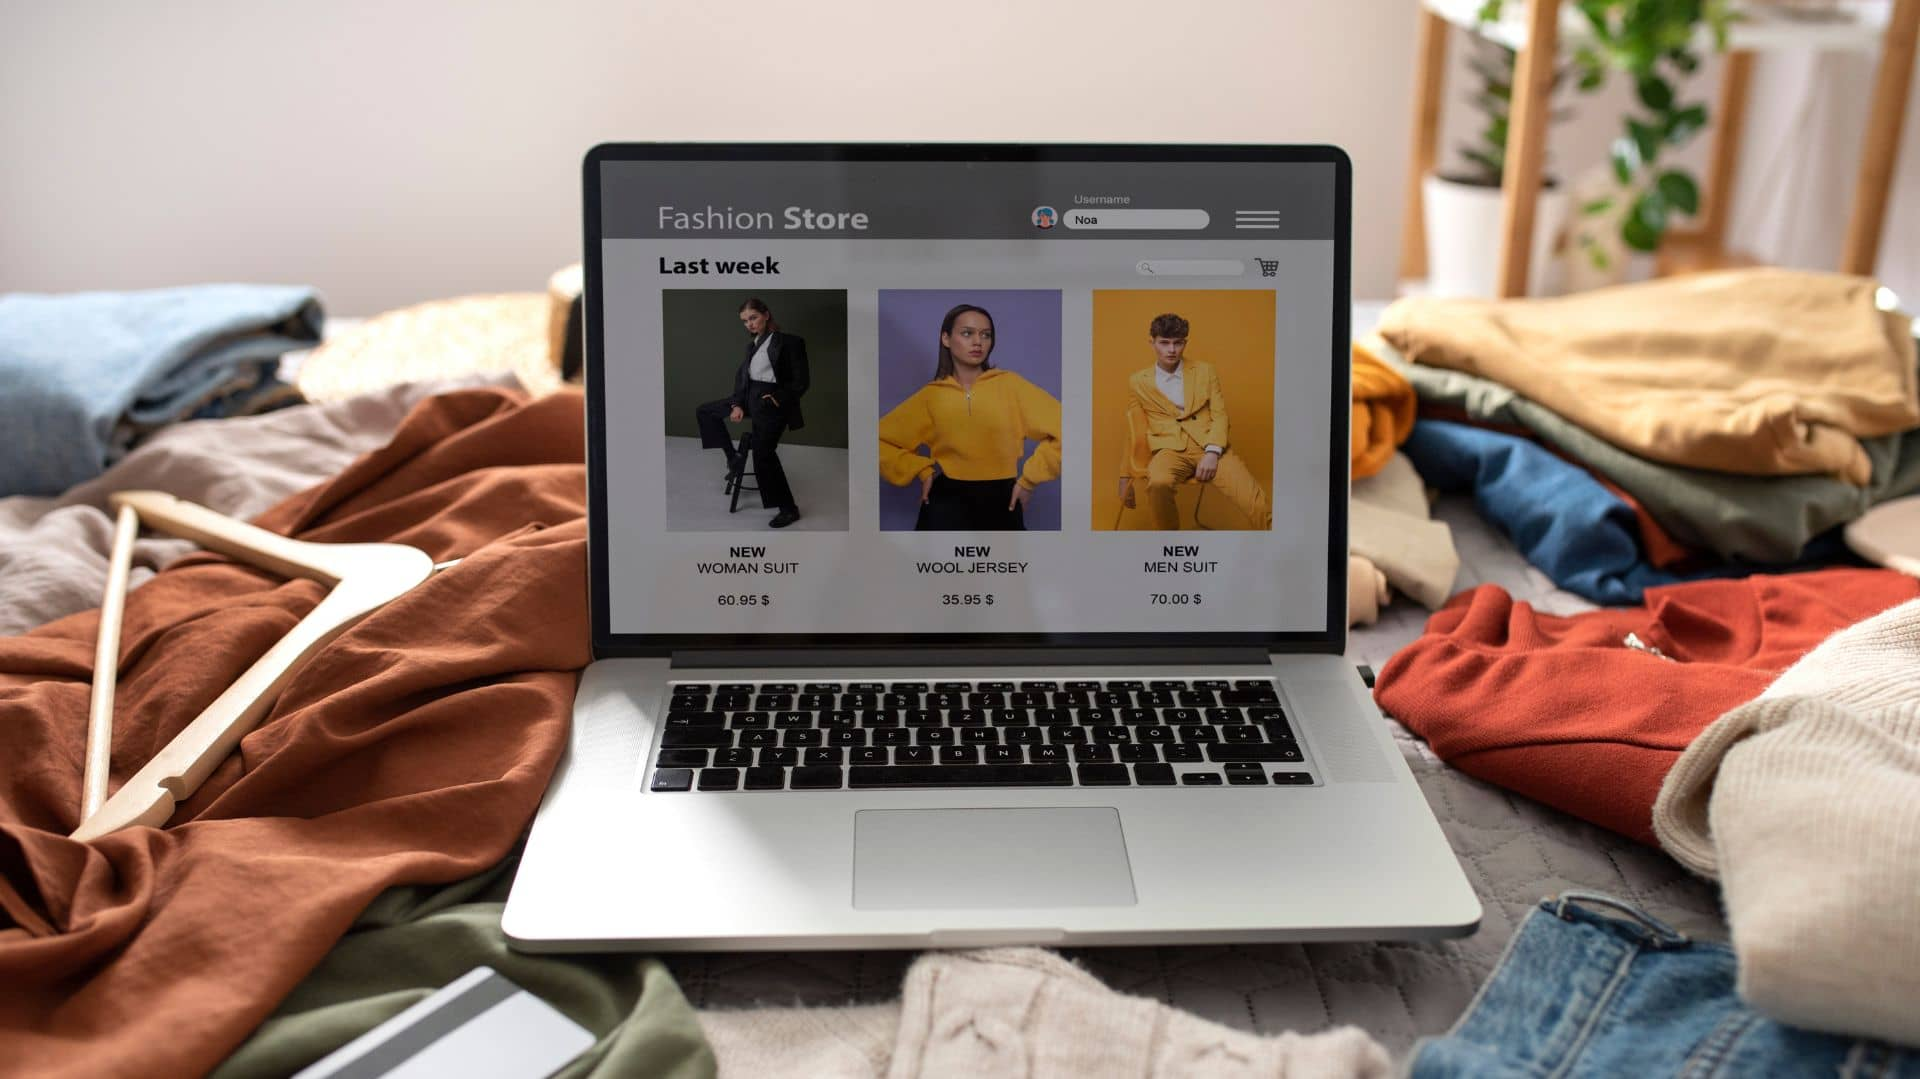 Fashion Store
Username
Noa
Last week
NEW
WOMAN SUIT
60.95 $
NEW
WOOL JERSEY
35.95 $
NEW
MEN SUIT
70.00 $
Q W E R T Z U I O P Ü
A S D F G H J K L Ö Ä
Y X C V B N M